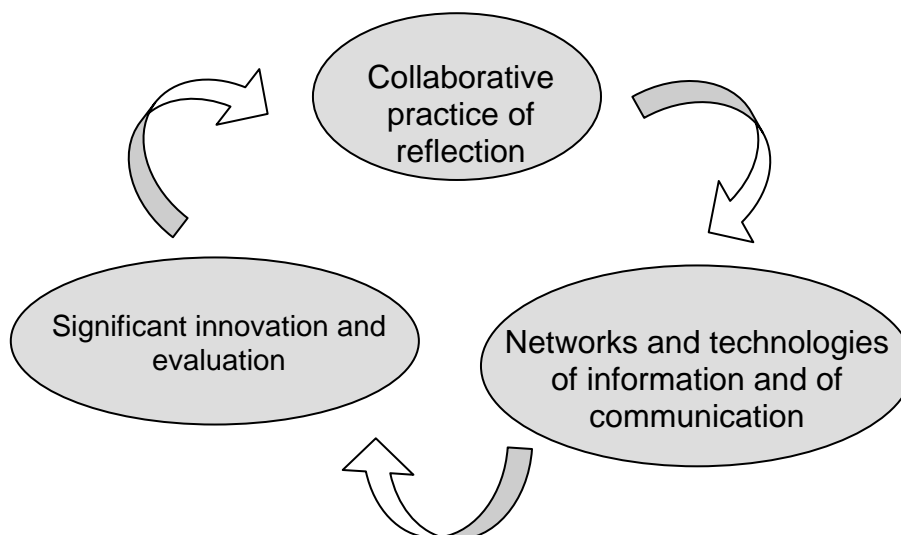 Collaborative
practice of
reflection
Significant innovation and
evaluation
Networks and technologies
of information and of
communication